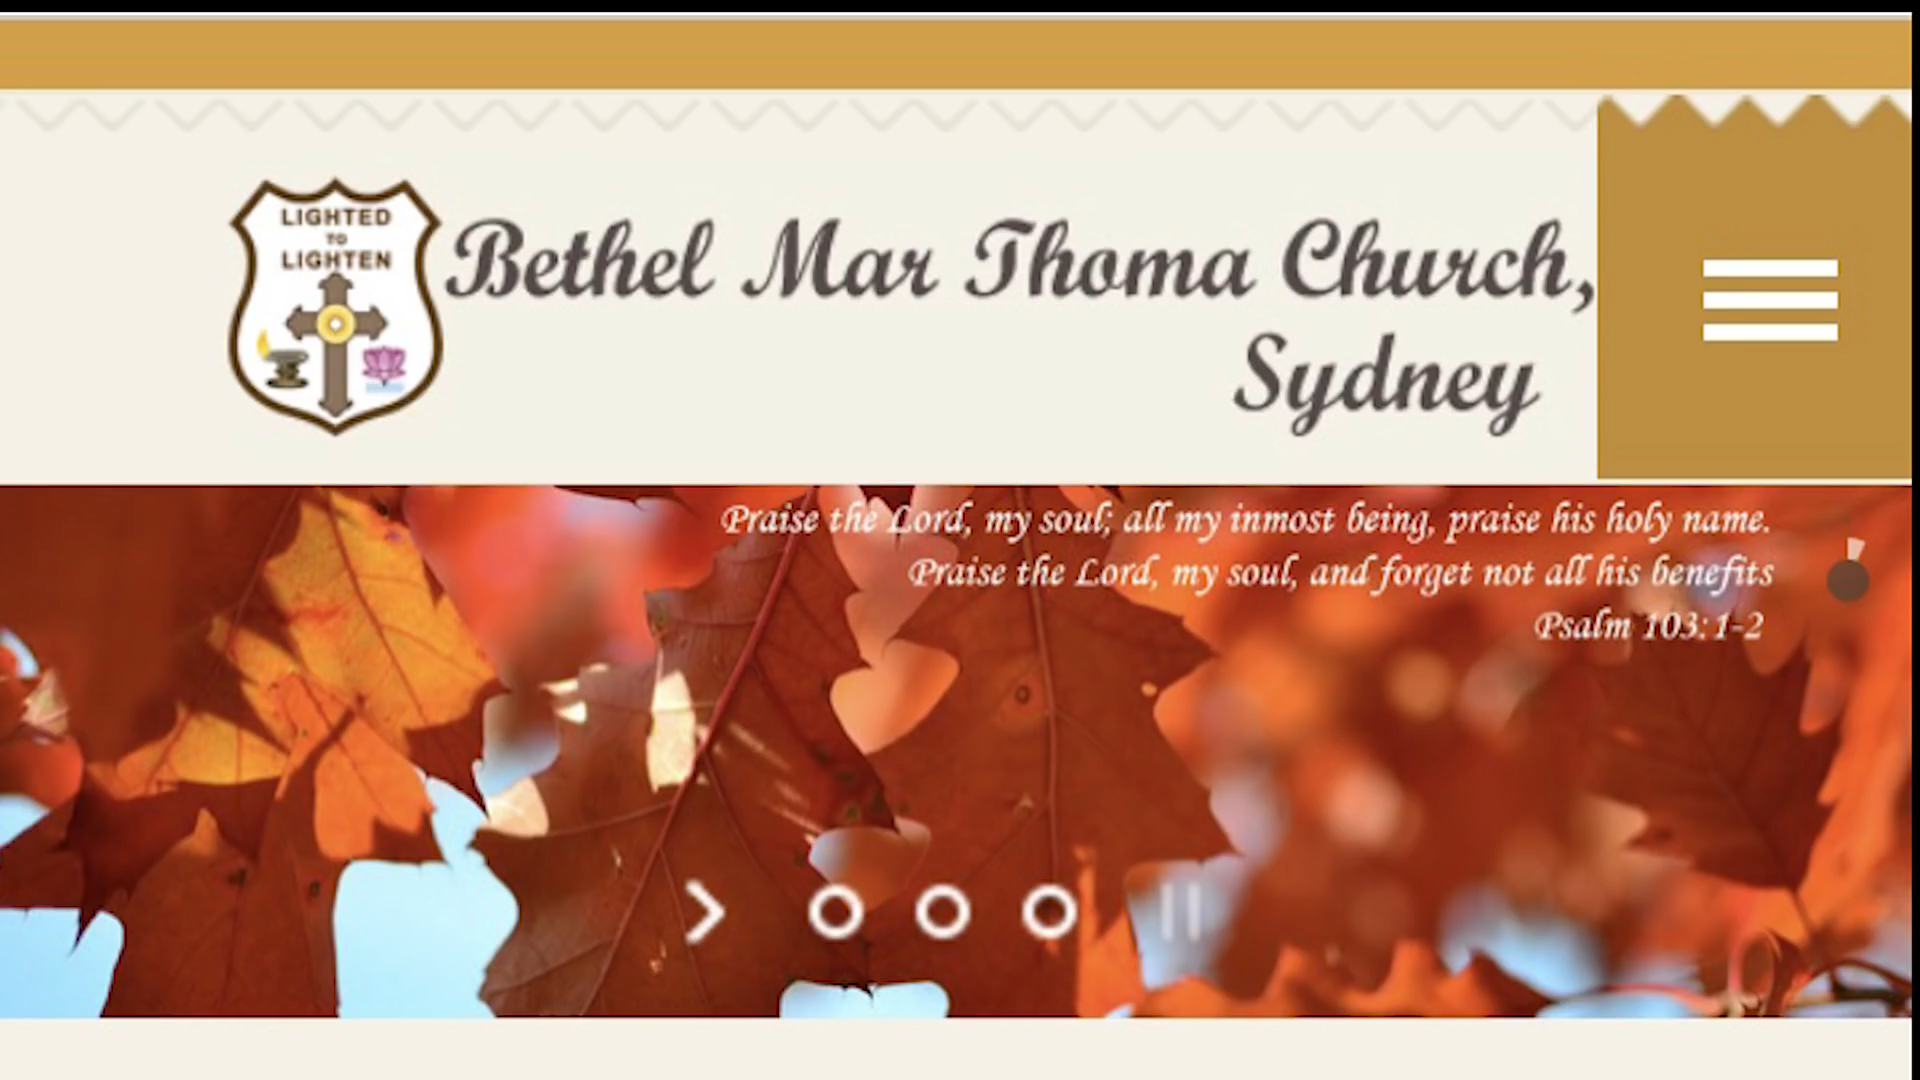 LIGHTED
TO
LIGHTEN
Bethel Mar Thoma Church,
Sydney
Praise the Lord, my soul; all my inmost being, praise his holy name.
Praise the Lord, my soul, and forget not all his benefits
Psalm 103:1-2